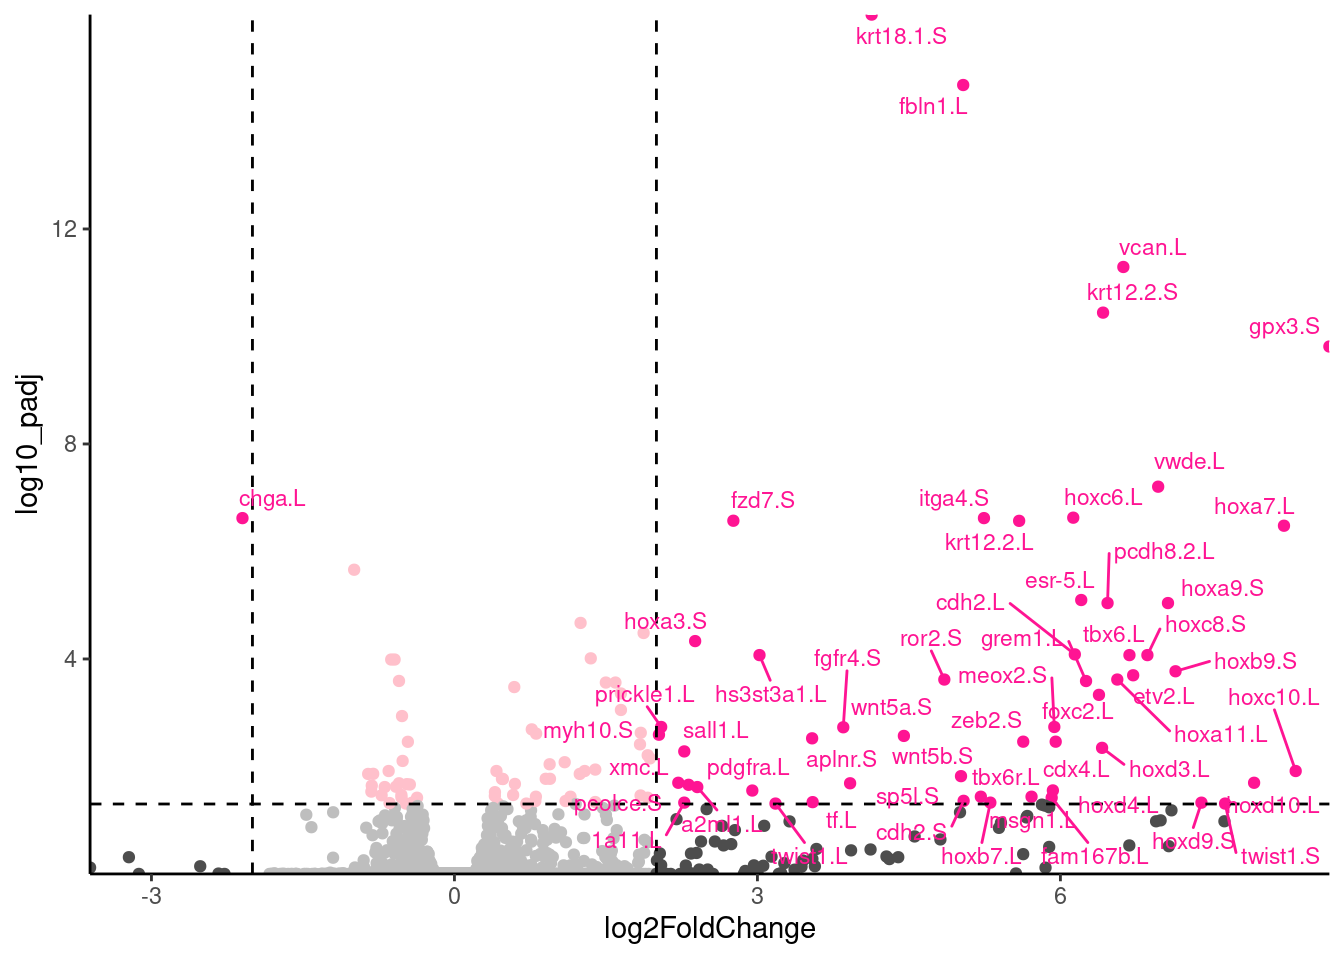 krt18.1.S
fbln1.L
12
vcan.L
krt12.2.S
gpx3.S
log10_padj
8
vwde.L
chga.L
fzd7.S
itga4.S
hoxc6.L
hoxa7.L
krt12.2.L
pcdh8.2.L
esr-5.L
hoxa9.S
cdh2.L
hoxa3.S
ror2.S
grem1.L
tbx6.L
hoxc8.S
4
fgfr4.S
hoxb9.S
meox2.S
prickle1.L
hs3st3a1.L
etv2.L
hoxc10.L
wnt5a.S
foxc2.L
myh10.S
sall1.L
zeb2.S
hoxa11.L
aplnr.S
wnt5b.S
xmc.L
pdgfra.L
cdx4.L
hoxd3.L
tbx6r.L
pcolce.S
sp5l.S
hoxd4.L
hoxd10.L
a2ml1.L
tf.L
msgn1.L
1a11.L
cdh2.S
hoxd9.S
twist1.L
hoxb7.L
fam167b.L
twist1.S
-3
0
3
6
log2FoldChange